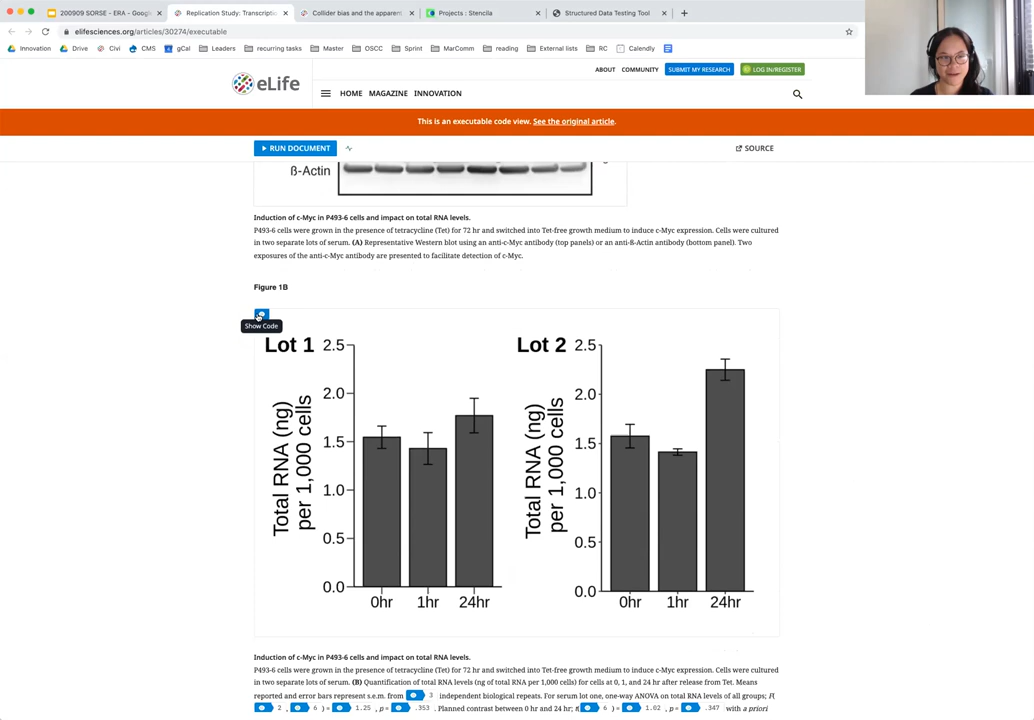 200909 SORSE - ERA - Google
Replication Study: Transcripti
Collider bias and the apparent
Projects : Stencila
Structured Data Testing Tool
elifesciences.org/articles/30274/executable
Innovation Drive Civi CMS gCal Leaders recurring tasks Master OSCC Sprint MarComm reading External lists RC Calendly
ABOUT COMMUNITY SUBMIT MY RESEARCH LOG IN/REGISTER
eLife
HOME MAGAZINE INNOVATION
This is an executable code view. See the original article.
RUN DOCUMENT
SOURCE
ß-Actin
Induction of c-Myc in P493-6 cells and impact on total RNA levels.
P493-6 cells were grown in the presence of tetracycline (Tet) for 72 hr and switched into Tet-free growth medium to induce c-Myc expression. Cells were cultured
in two separate lots of serum. (A) Representative Western blot using an anti-c-Myc antibody (top panels) or an anti-ß-Actin antibody (bottom panel). Two
exposures of the anti-c-Myc antibody are presented to facilitate detection of c-Myc.
Figure 1B
Show Code
Lot 1
Total RNA (ng)
per 1,000 cells
2.5
2.0
1.5
1.0
0.5
0.0
0hr 1hr 24hr
Lot 2
Total RNA (ng)
per 1,000 cells
2.5
2.0
1.5
1.0
0.5
0.0
0hr 1hr 24hr
Induction of c-Myc in P493-6 cells and impact on total RNA levels.
P493-6 cells were grown in the presence of tetracycline (Tet) for 72 hr and switched into Tet-free growth medium to induce c-Myc expression. Cells were cultured
in two separate lots of serum. (B) Quantification of total RNA levels (ng of total RNA per 1,000 cells) for cells at 0, 1, and 24 hr after release from Tet. Means
reported and error bars represent s.e.m. from 3 independent biological repeats. For serum lot one, one-way ANOVA on total RNA levels of all groups; F(
2 , 6 ) = 1.25 , p = .353 . Planned contrast between 0 hr and 24 hr; t( 6 ) = 1.02 , p = .347 with a priori